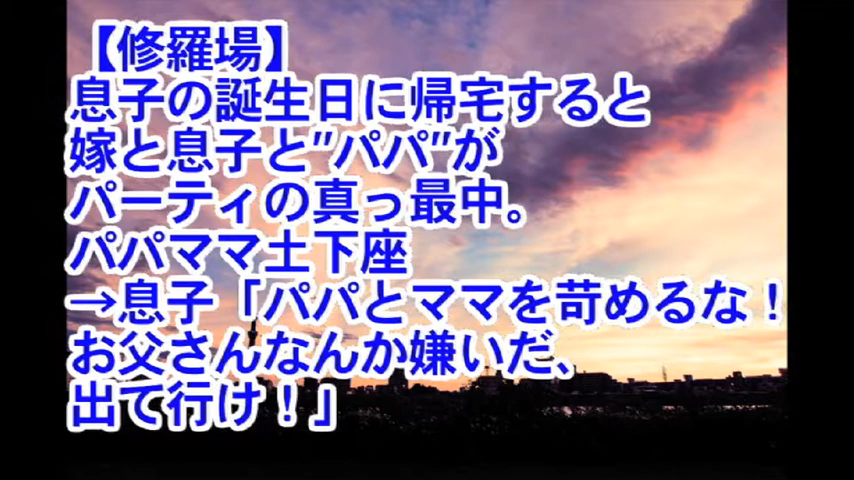 【修羅場】
息子の誕生日に帰宅すると
嫁と息子と"パパ"が
パーティの真っ最中。
パパママ土下座
→息子「パパとママを苛めるな！
お父さんなんか嫌いだ、
出て行け！」